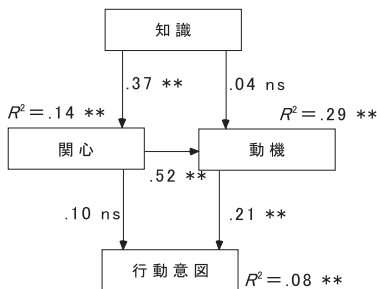 知識
.37 ** .04 ns
R²＝.14 ** R²＝.29 **
関心 動機
.52 **
.10 ns .21 **
行動意図
R²＝.08 **